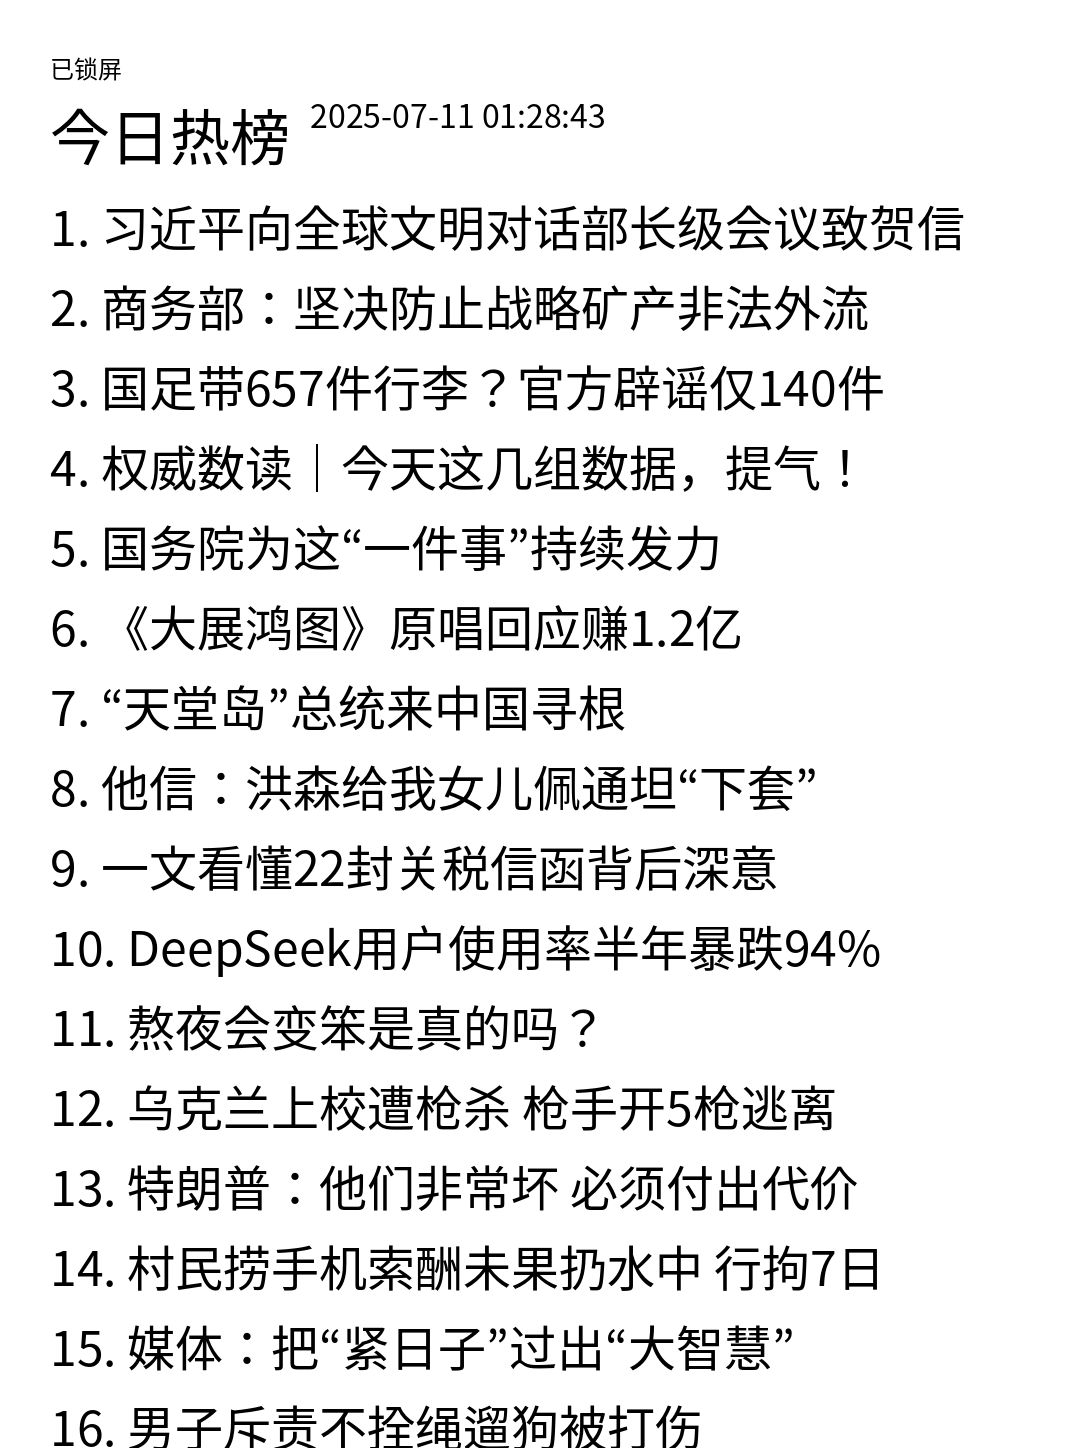 已锁屏
今日热榜 2025-07-11 01:28:43
1. 习近平向全球文明对话部长级会议致贺信
2. 商务部：坚决防止战略矿产非法外流
3. 国足带657件行李？官方辟谣仅140件
4. 权威数读｜今天这几组数据，提气！
5. 国务院为这“一件事”持续发力
6. 《大展鸿图》原唱回应赚1.2亿
7. “天堂岛”总统来中国寻根
8. 他信：洪森给我女儿佩通坦“下套”
9. 一文看懂22封关税信函背后深意
10. DeepSeek用户使用率半年暴跌94%
11. 熬夜会变笨是真的吗？
12. 乌克兰上校遭枪杀 枪手开5枪逃离
13. 特朗普：他们非常坏 必须付出代价
14. 村民捞手机索酬未果扔水中 行拘7日
15. 媒体：把“紧日子”过出“大智慧”
16. 男子斥责不拴绳遛狗被打伤